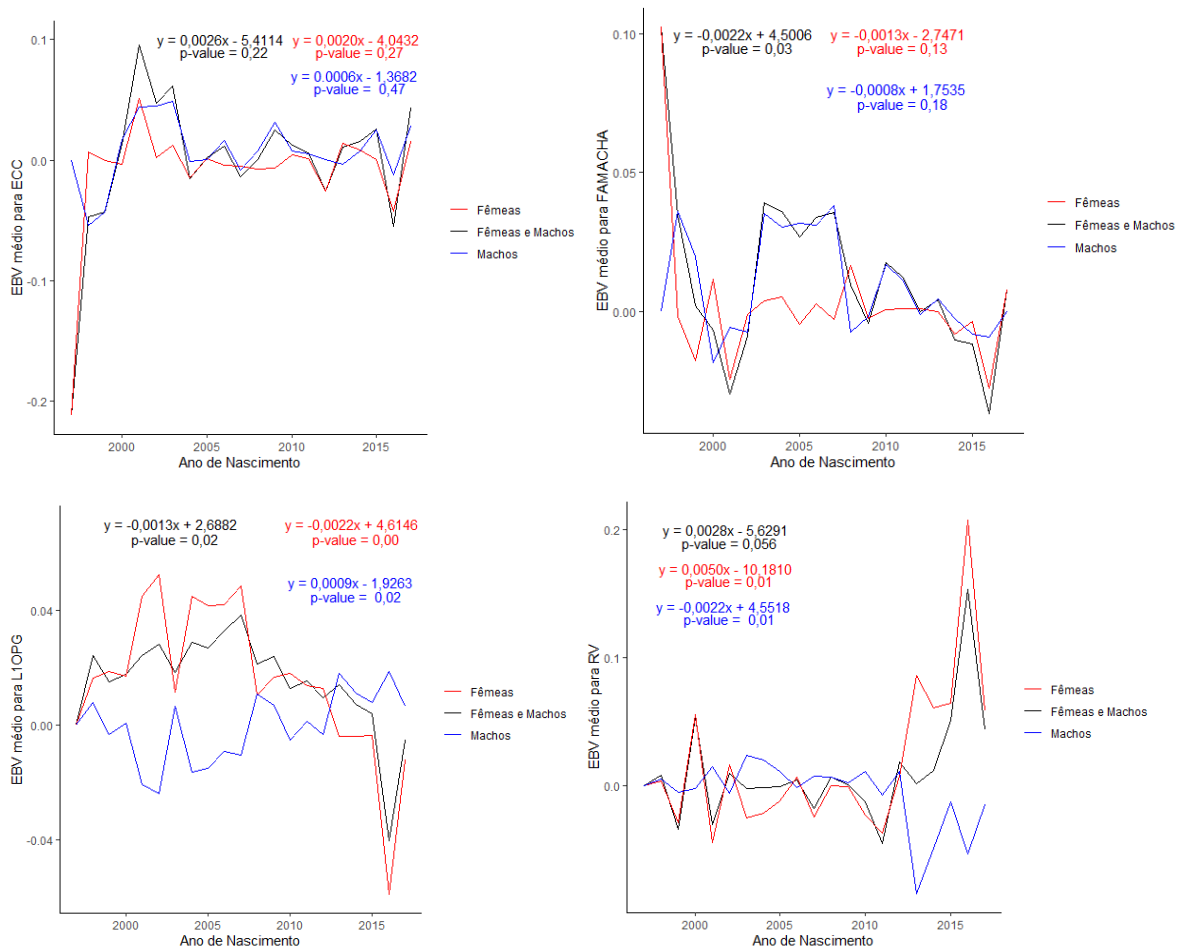 y = 0,0026x - 5,4114
p-value = 0,22
y = 0,0020x - 4,0432
p-value = 0,27
y = 0.0006x - 1,3682
p-value = 0,47
0.1
0.0
-0.1
-0.2
EBV médio para ECC
2000
2005
2010
2015
Ano de Nascimento
Fêmeas
Fêmeas e Machos
Machos
y = -0,0022x + 4,5006
p-value = 0,03
y = -0,0013x - 2,7471
p-value = 0,13
y = -0,0008x + 1,7535
p-value = 0,18
0.10
0.05
0.00
EBV médio para FAMACHA
2000
2005
2010
2015
Ano de Nascimento
Fêmeas
Fêmeas e Machos
Machos
y = -0,0013x + 2,6882
p-value = 0,02
y = -0,0022x + 4,6146
p-value = 0,00
y = 0,0009x - 1,9263
p-value = 0,02
0.04
0.00
-0.04
EBV médio para L1OPG
2000
2005
2010
2015
Ano de Nascimento
Fêmeas
Fêmeas e Machos
Machos
y = 0,0028x - 5,6291
p-value = 0,056
y = 0,0050x - 10,1810
p-value = 0,01
y = -0,0022x + 4,5518
p-value = 0,01
0.2
0.1
0.0
EBV médio para RV
2000
2005
2010
2015
Ano de Nascimento
Fêmeas
Fêmeas e Machos
Machos